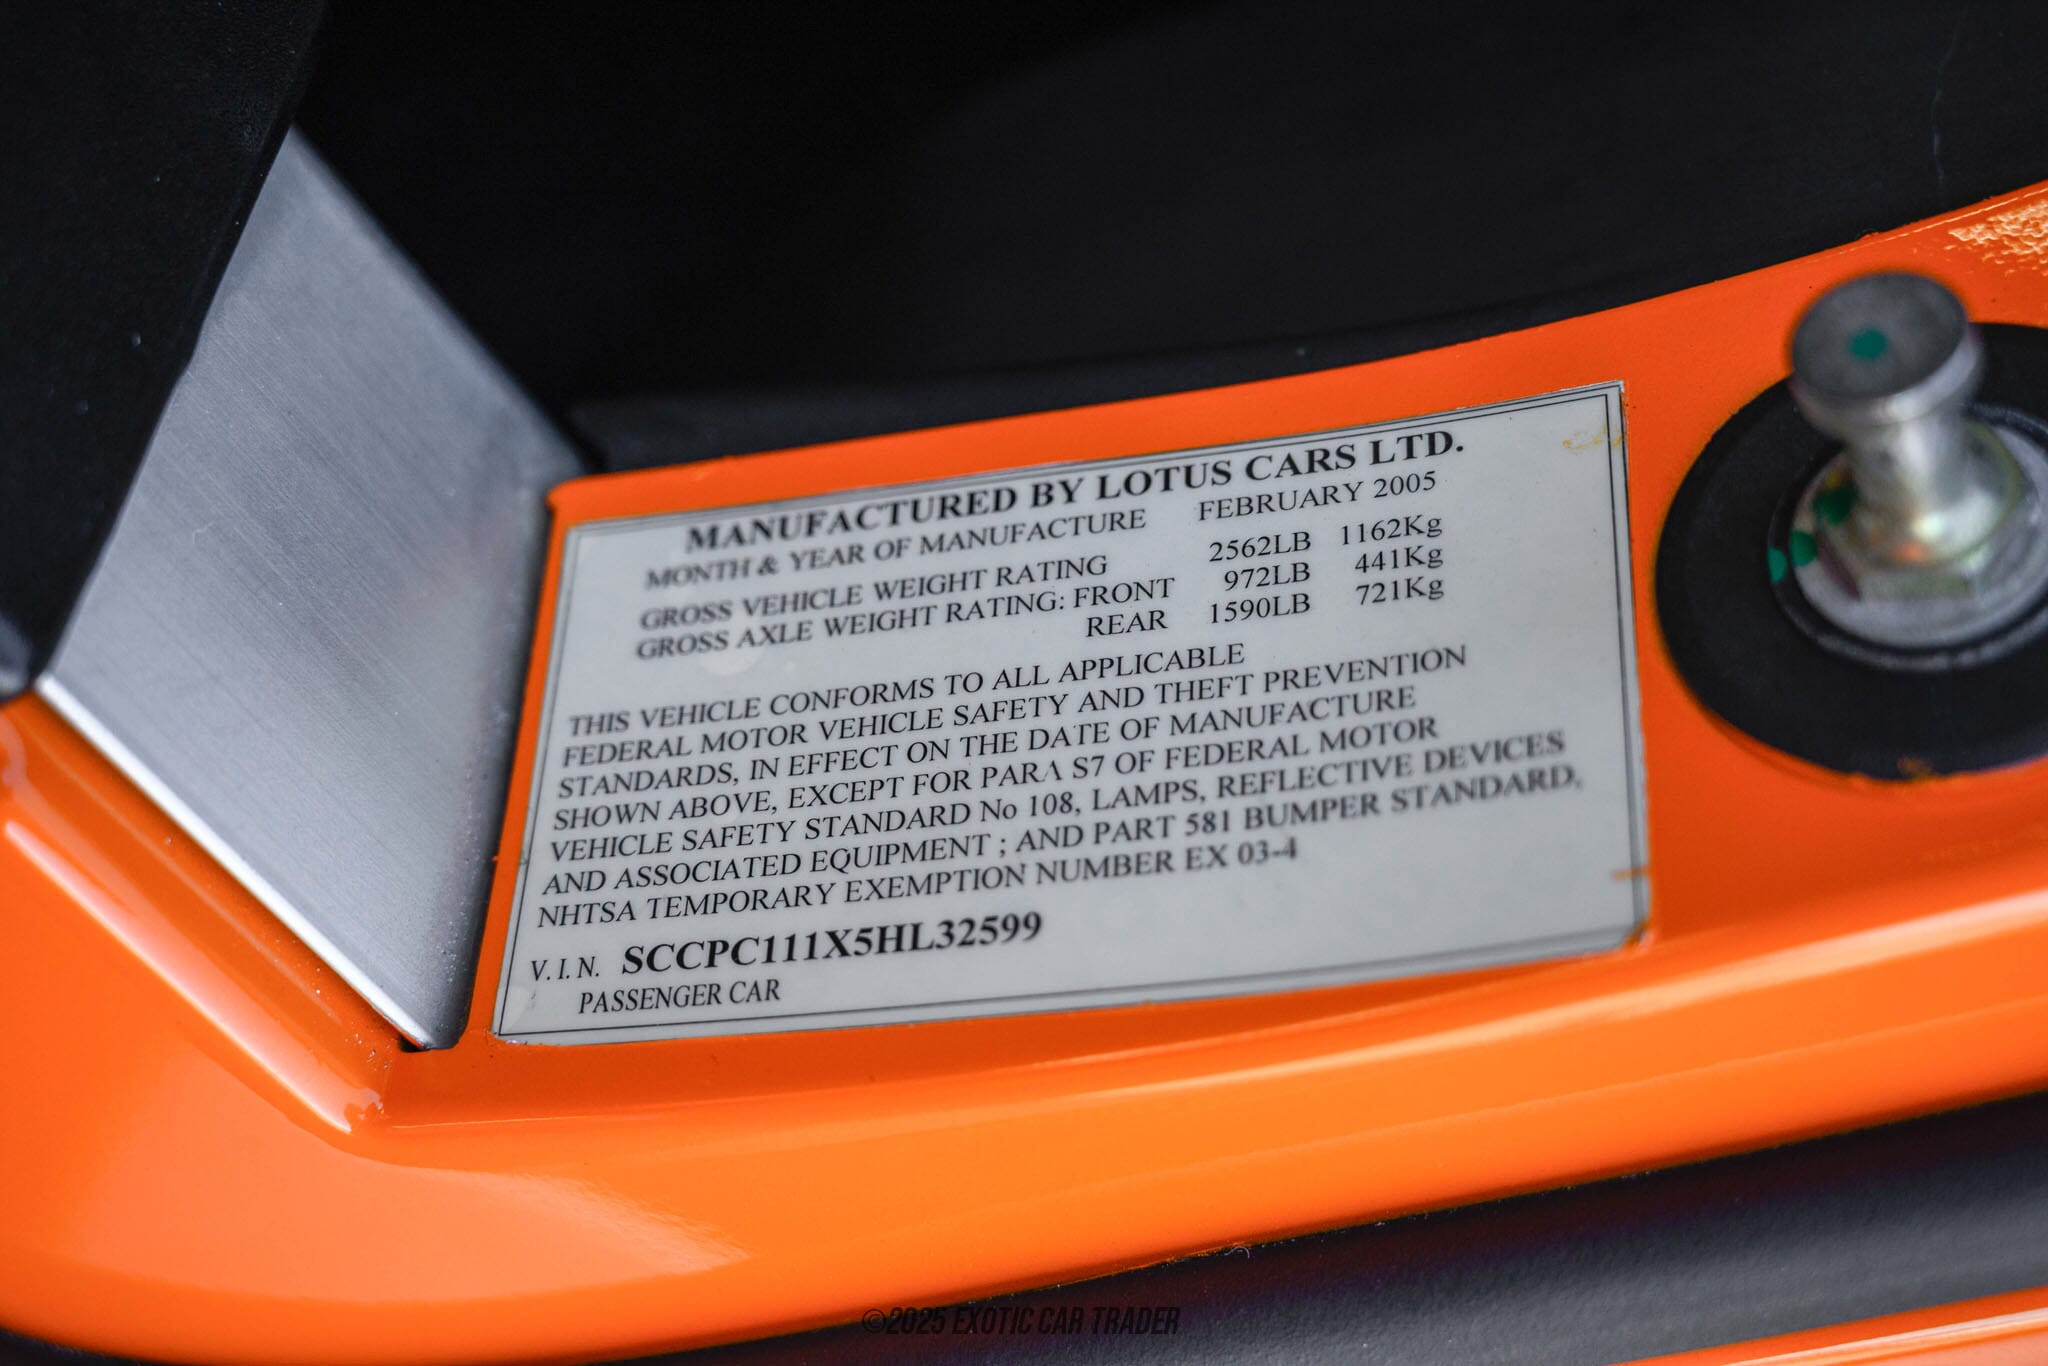 MANUFACTURED BY LOTUS CARS LTD.
MONTH & YEAR OF MANUFACTURE FEBRUARY 2005
GROSS VEHICLE WEIGHT RATING 2562LB 1162Kg
GROSS AXLE WEIGHT RATING: FRONT 972LB 441Kg
REAR 1590LB 721Kg
THIS VEHICLE CONFORMS TO ALL APPLICABLE
FEDERAL MOTOR VEHICLE SAFETY AND THEFT PREVENTION
STANDARDS, IN EFFECT ON THE DATE OF MANUFACTURE
SHOWN ABOVE, EXCEPT FOR PARA S7 OF FEDERAL MOTOR
VEHICLE SAFETY STANDARD No 108, LAMPS, REFLECTIVE DEVICES
AND ASSOCIATED EQUIPMENT ; AND PART 581 BUMPER STANDARD,
NHTSA TEMPORARY EXEMPTION NUMBER EX 03-4
V.I.N. SCCPC111X5HL32599
PASSENGER CAR
©2025 EXOTIC CAR TRADER